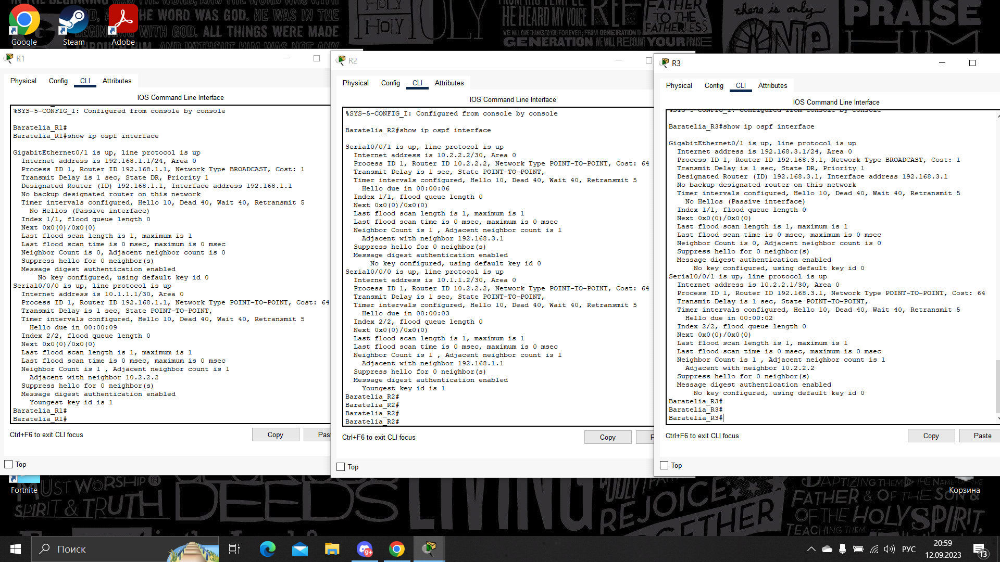 HOLY
HOLY
THE WORD WAS GOD. HE WAS IN THE
WITH GOD. ALL THINGS WERE MADE
HE HEARD MY VOICE
WE WILL GIVE THANKS TO YOU FOREVER; FROM GENERATION TO
GENERATION WE WILL RECOUNT YOUR PRAISE
FATHER
TO THE
FATHERLESS
there is only
ONE
PRAISE
HIM
Google
Steam
Adobe
R1
Physical
Config
CLI
Attributes
IOS Command Line Interface
%SYS-5-CONFIG_I: Configured from console by console
Baratelia_R1#
Baratelia_R1#show ip ospf interface
GigabitEthernet0/1 is up, line protocol is up
Internet address is 192.168.1.1/24, Area 0
Process ID 1, Router ID 192.168.1.1, Network Type BROADCAST, Cost: 1
Transmit Delay is 1 sec, State DR, Priority 1
Designated Router (ID) 192.168.1.1, Interface address 192.168.1.1
No backup designated router on this network
Timer intervals configured, Hello 10, Dead 40, Wait 40, Retransmit 5
No Hellos (Passive interface)
Index 1/1, flood queue length 0
Next 0x0(0)/0x0(0)
Last flood scan length is 1, maximum is 1
Last flood scan time is 0 msec, maximum is 0 msec
Neighbor Count is 0, Adjacent neighbor count is 0
Suppress hello for 0 neighbor(s)
Message digest authentication enabled
No key configured, using default key id 0
Serial0/0/0 is up, line protocol is up
Internet address is 10.1.1.1/30, Area 0
Process ID 1, Router ID 192.168.1.1, Network Type POINT-TO-POINT, Cost: 64
Transmit Delay is 1 sec, State POINT-TO-POINT,
Timer intervals configured, Hello 10, Dead 40, Wait 40, Retransmit 5
Hello due in 00:00:09
Index 2/2, flood queue length 0
Next 0x0(0)/0x0(0)
Last flood scan length is 1, maximum is 1
Last flood scan time is 0 msec, maximum is 0 msec
Neighbor Count is 1 , Adjacent neighbor count is 1
Adjacent with neighbor 10.2.2.2
Suppress hello for 0 neighbor(s)
Message digest authentication enabled
Youngest key id is 1
Baratelia_R1#
Baratelia_R1#
Ctrl+F6 to exit CLI focus
Copy
Top
R2
Physical
Config
CLI
Attributes
IOS Command Line Interface
%SYS-5-CONFIG_I: Configured from console by console
Baratelia_R2#show ip ospf interface
Serial0/0/1 is up, line protocol is up
Internet address is 10.2.2.2/30, Area 0
Process ID 1, Router ID 10.2.2.2, Network Type POINT-TO-POINT, Cost: 64
Transmit Delay is 1 sec, State POINT-TO-POINT,
Timer intervals configured, Hello 10, Dead 40, Wait 40, Retransmit 5
Hello due in 00:00:06
Index 1/1, flood queue length 0
Next 0x0(0)/0x0(0)
Last flood scan length is 1, maximum is 1
Last flood scan time is 0 msec, maximum is 0 msec
Neighbor Count is 1 , Adjacent neighbor count is 1
Adjacent with neighbor 192.168.3.1
Suppress hello for 0 neighbor(s)
Message digest authentication enabled
No key configured, using default key id 0
Serial0/0/0 is up, line protocol is up
Internet address is 10.1.1.2/30, Area 0
Process ID 1, Router ID 10.2.2.2, Network Type POINT-TO-POINT, Cost: 64
Transmit Delay is 1 sec, State POINT-TO-POINT,
Timer intervals configured, Hello 10, Dead 40, Wait 40, Retransmit 5
Hello due in 00:00:03
Index 2/2, flood queue length 0
Next 0x0(0)/0x0(0)
Last flood scan length is 1, maximum is 1
Last flood scan time is 0 msec, maximum is 0 msec
Neighbor Count is 1 , Adjacent neighbor count is 1
Adjacent with neighbor 192.168.1.1
Suppress hello for 0 neighbor(s)
Message digest authentication enabled
Youngest key id is 1
Baratelia_R2#
Baratelia_R2#
Baratelia_R2#
Baratelia_R2#
Ctrl+F6 to exit CLI focus
Copy
Top
R3
Physical
Config
CLI
Attributes
IOS Command Line Interface
%SYS-5-CONFIG_I: Configured from console by console
Baratelia_R3#show ip ospf interface
GigabitEthernet0/1 is up, line protocol is up
Internet address is 192.168.3.1/24, Area 0
Process ID 1, Router ID 192.168.3.1, Network Type BROADCAST, Cost: 1
Transmit Delay is 1 sec, State DR, Priority 1
Designated Router (ID) 192.168.3.1, Interface address 192.168.3.1
No backup designated router on this network
Timer intervals configured, Hello 10, Dead 40, Wait 40, Retransmit 5
No Hellos (Passive interface)
Index 1/1, flood queue length 0
Next 0x0(0)/0x0(0)
Last flood scan length is 1, maximum is 1
Last flood scan time is 0 msec, maximum is 0 msec
Neighbor Count is 0, Adjacent neighbor count is 0
Suppress hello for 0 neighbor(s)
Message digest authentication enabled
No key configured, using default key id 0
Serial0/0/1 is up, line protocol is up
Internet address is 10.2.2.1/30, Area 0
Process ID 1, Router ID 192.168.3.1, Network Type POINT-TO-POINT, Cost: 64
Transmit Delay is 1 sec, State POINT-TO-POINT,
Timer intervals configured, Hello 10, Dead 40, Wait 40, Retransmit 5
Hello due in 00:00:02
Index 2/2, flood queue length 0
Next 0x0(0)/0x0(0)
Last flood scan length is 1, maximum is 1
Last flood scan time is 0 msec, maximum is 0 msec
Neighbor Count is 1 , Adjacent neighbor count is 1
Adjacent with neighbor 10.2.2.2
Suppress hello for 0 neighbor(s)
Message digest authentication enabled
No key configured, using default key id 0
Baratelia_R3#
Baratelia_R3#
Baratelia_R3#
Ctrl+F6 to exit CLI focus
Copy
Paste
Top
Fortnite
Корзина
MUST WORSHIP IN
SPIRIT & TRUTH
DEEDS
LIVING
REJOICE
TOGETHER
BAPTIZING THEM IN THE NAME OF THE
FATHER & OF THE SON &
OF THE HOLY SPIRIT,
TEACHING THEM
Поиск
9+
РУС
20:59
12.09.2023
13